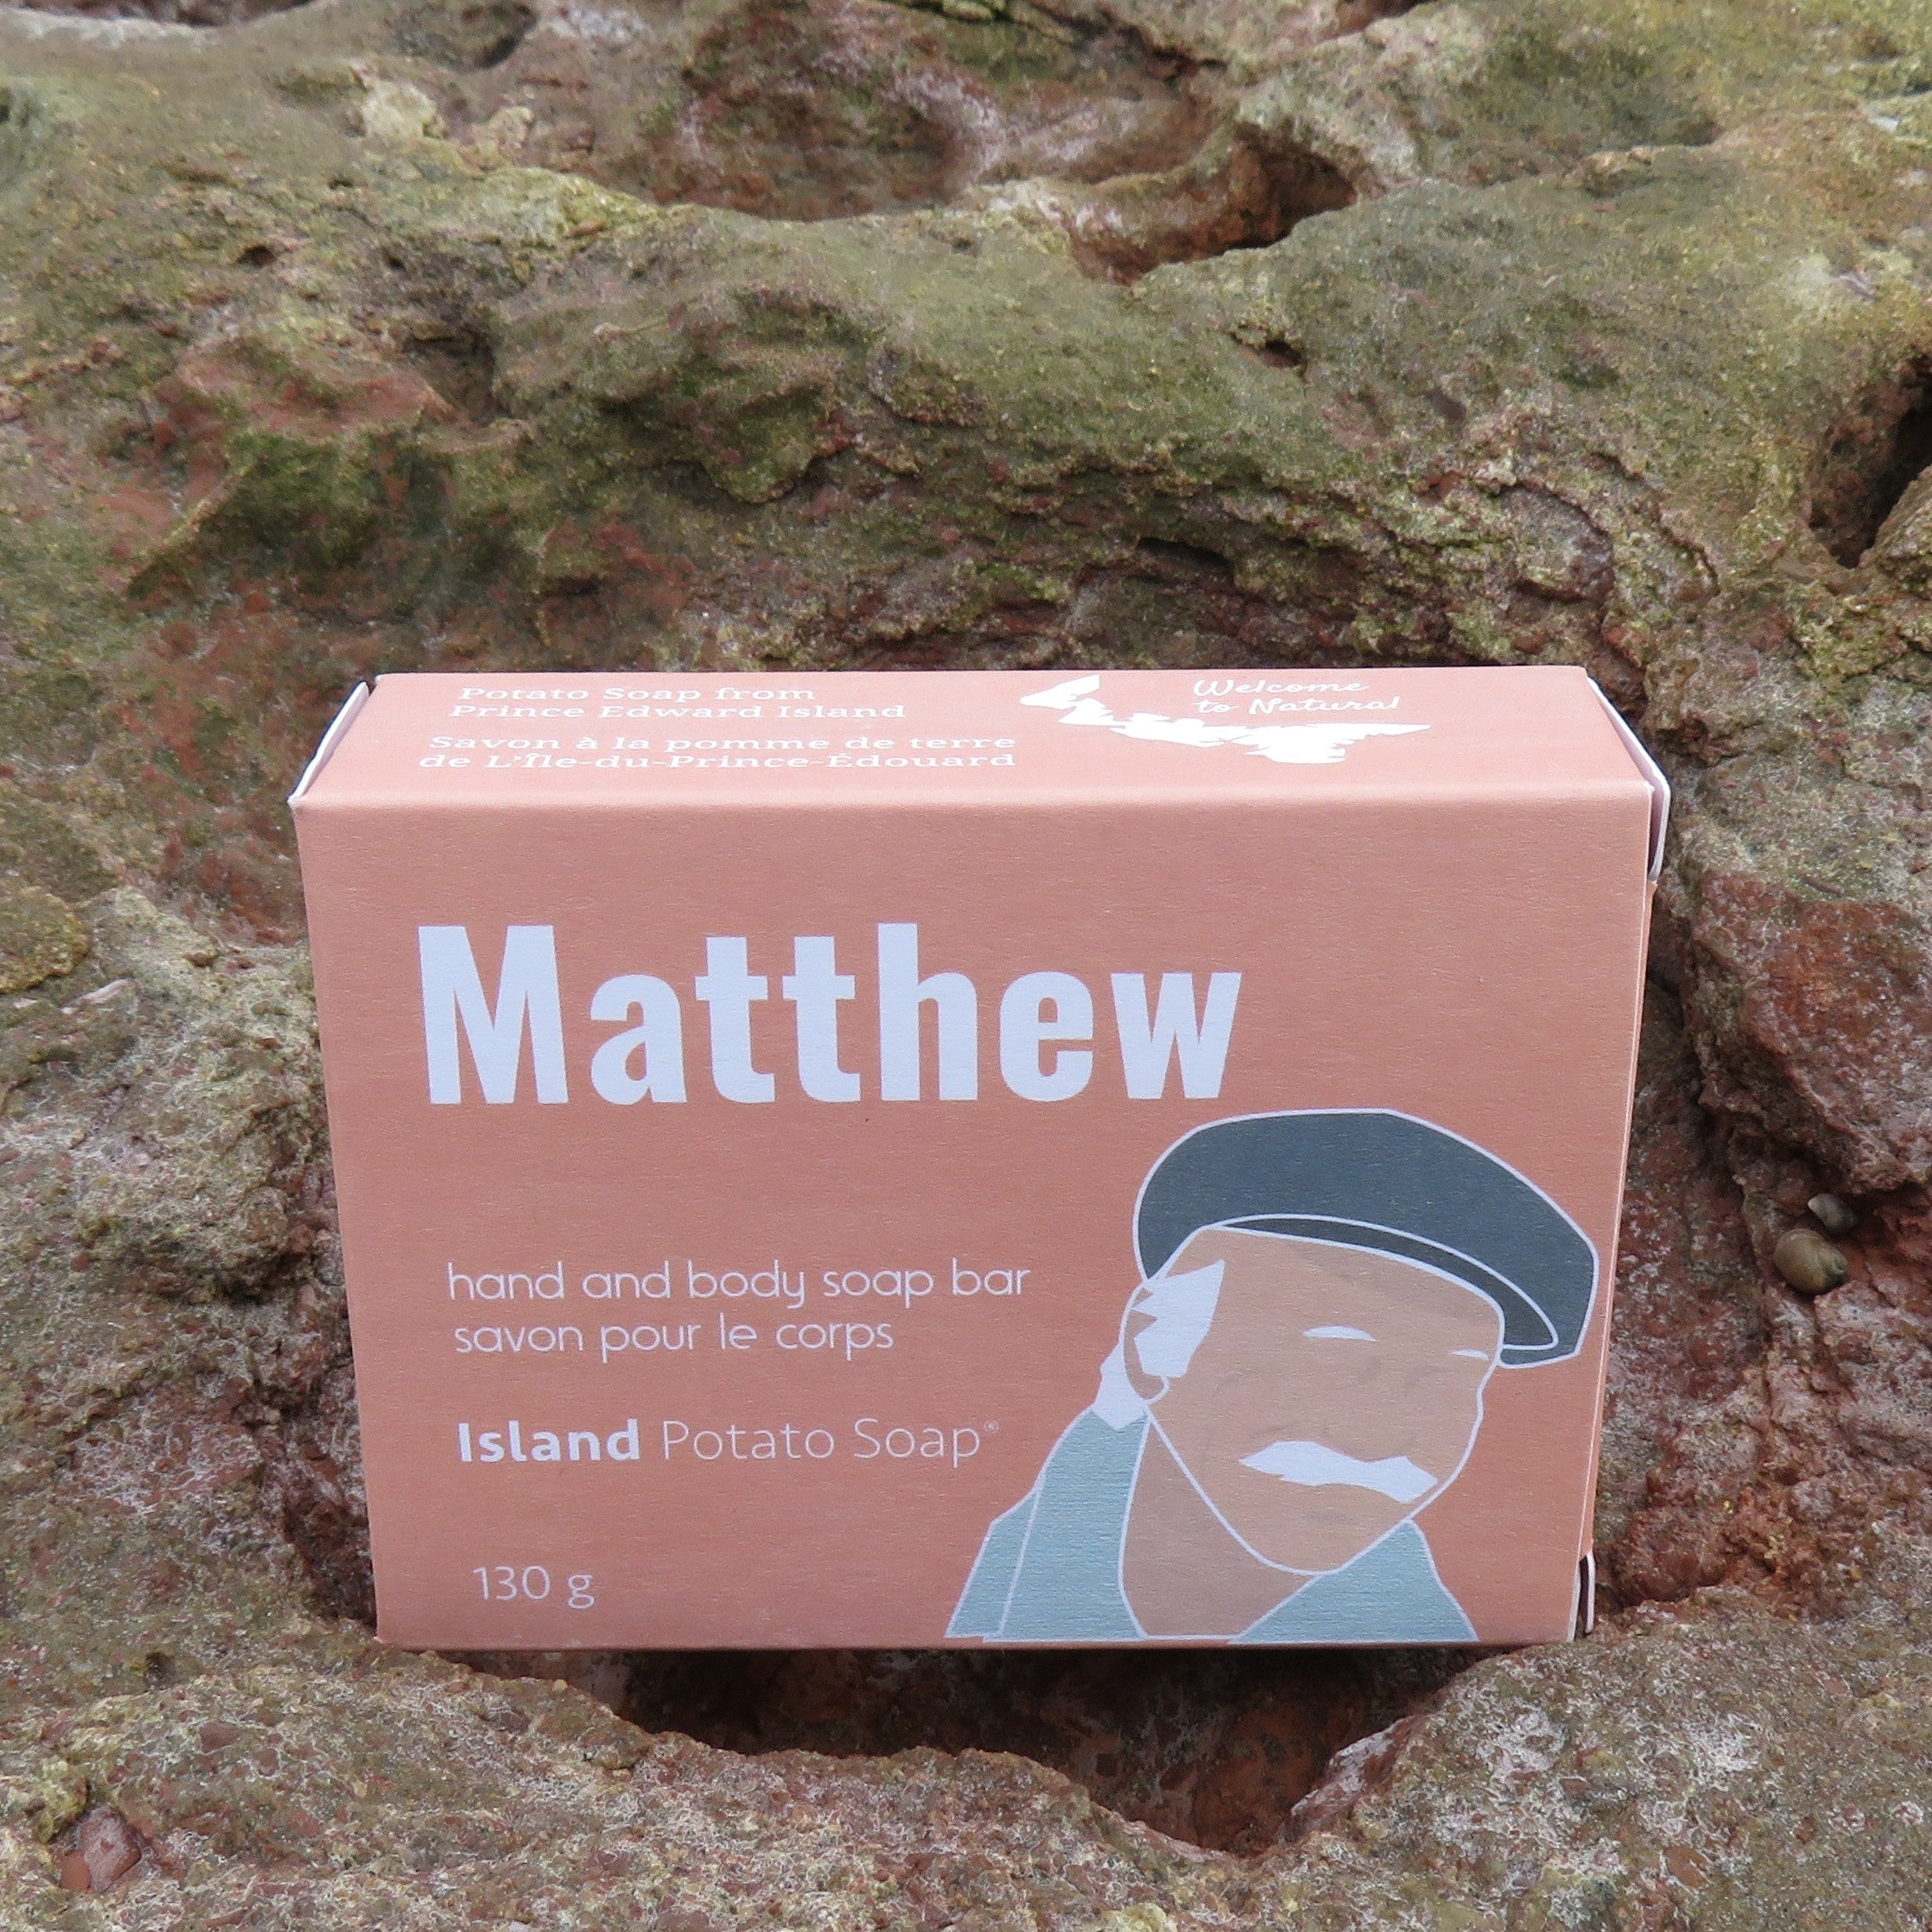 Potato Soap from
Prince Edward Island
Savon à la pomme de terre
de L'Île-du-Prince-Édouard
Welcome
to Natural
Matthew
hand and body soap bar
savon pour le corps
Island Potato Soap®
130 g